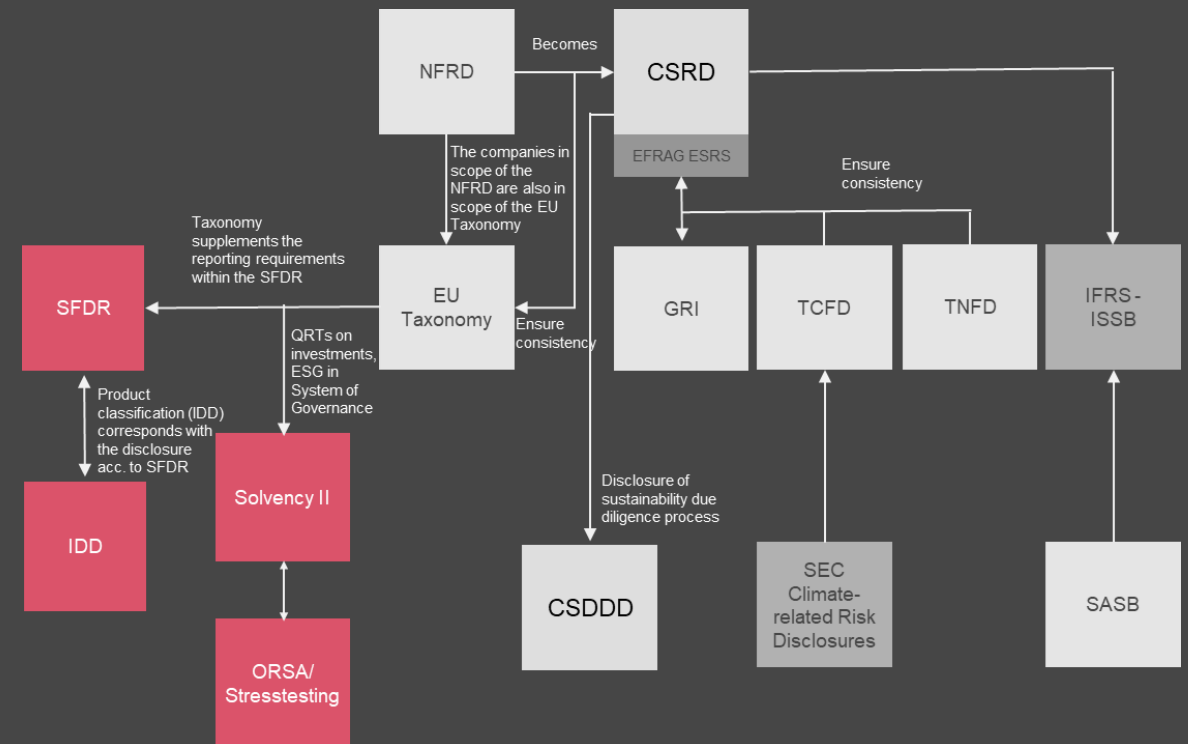 NFRD
Becomes
CSRD
EFRAG ESRS
The companies in
scope of the
NFRD are also in
scope of the EU
Taxonomy
Ensure
consistency
Taxonomy
supplements the
reporting requirements
within the SFDR
SFDR
EU
Taxonomy
Ensure
consistency
GRI
TCFD
TNFD
IFRS -
ISSB
QRTs on
investments,
ESG in
System of
Governance
Product
classification (IDD)
corresponds with
the disclosure
acc. to SFDR
Solvency II
IDD
Disclosure of
sustainability due
diligence process
CSDDD
SEC
Climate-
related Risk
Disclosures
SASB
ORSA/
Stresstesting